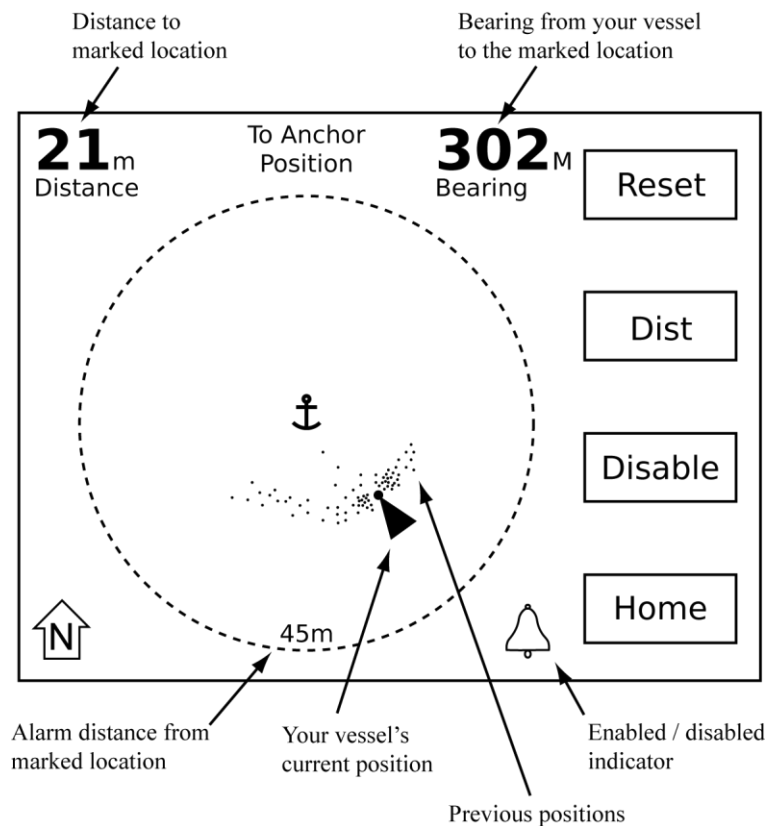 Distance to
marked location
Bearing from your vessel
to the marked location
21m
Distance
To Anchor
Position
302M
Bearing
Reset
Dist
Disable
Home
45m
N
Alarm distance from
marked location
Your vessel’s
current position
Enabled / disabled
indicator
Previous positions